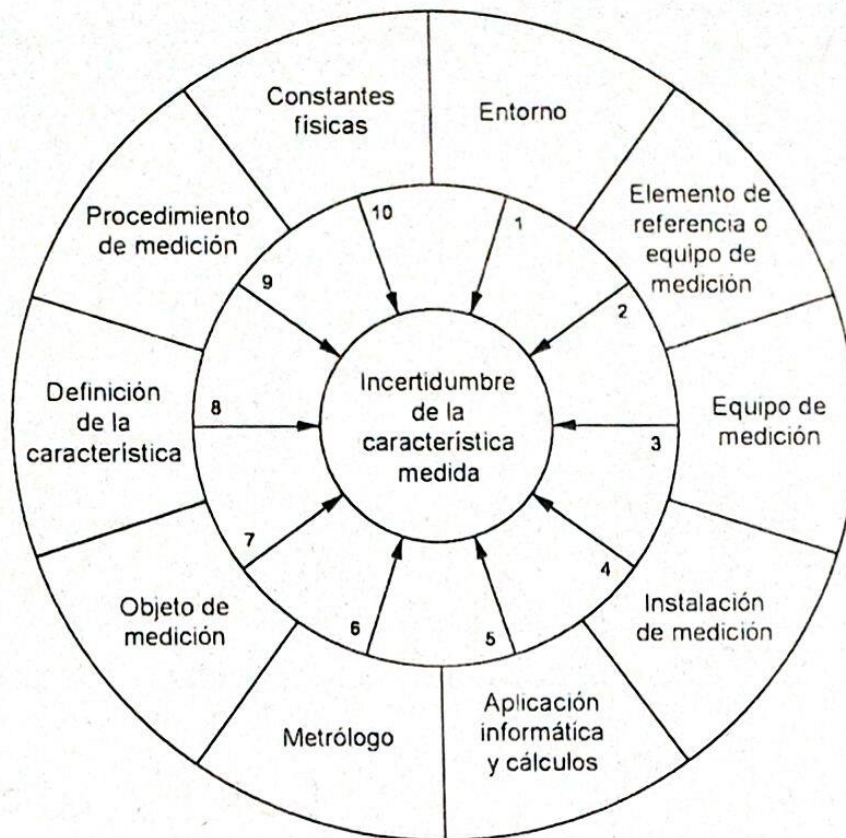 Constantes
físicas
Entorno
Elemento de
referencia o
equipo de
medición
Equipo de
medición
Instalación
de medición
Aplicación
informática
y cálculos
Metrólogo
Objeto de
medición
Definición
de la
característica
Procedimiento
de medición
10
1
2
3
4
5
6
7
8
9
Incertidumbre
de la
característica
medida